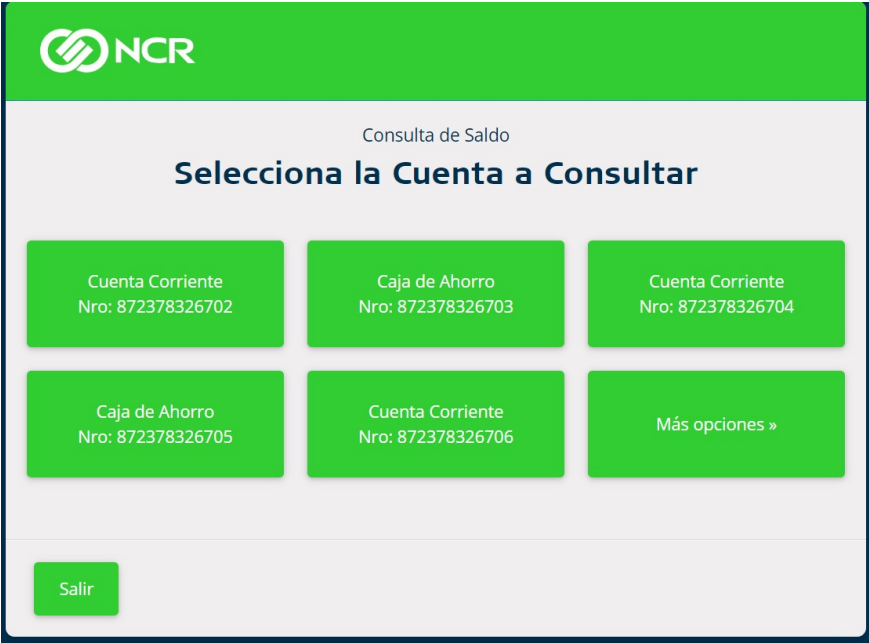 NCR
Consulta de Saldo
Selecciona la Cuenta a Consultar
Cuenta Corriente
Nro: 872378326702
Caja de Ahorro
Nro: 872378326703
Cuenta Corriente
Nro: 872378326704
Caja de Ahorro
Nro: 872378326705
Cuenta Corriente
Nro: 872378326706
Más opciones »
Salir